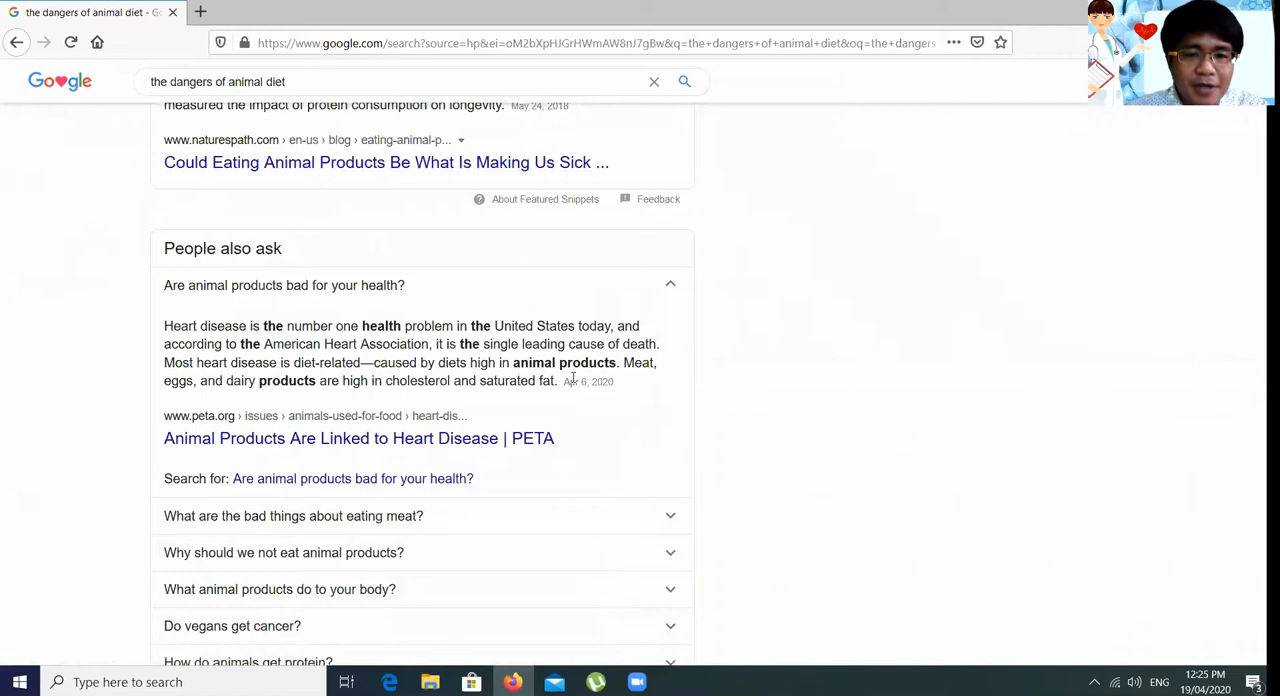 the dangers of animal diet - Go
https://www.google.com/search?source=hp&ei=oM2bXpHJGrHWmAW8nJ7gBw&q=the+dangers+of+animal+diet&oq=the+dangers
Google
the dangers of animal diet
measured the impact of protein consumption on longevity. May 24, 2018
www.naturespath.com › en-us › blog › eating-animal-p...
Could Eating Animal Products Be What Is Making Us Sick ...
About Featured Snippets Feedback
People also ask
Are animal products bad for your health?
Heart disease is the number one health problem in the United States today, and
according to the American Heart Association, it is the single leading cause of death.
Most heart disease is diet-related—caused by diets high in animal products. Meat,
eggs, and dairy products are high in cholesterol and saturated fat. Apr 6, 2020
www.peta.org › issues › animals-used-for-food › heart-dis...
Animal Products Are Linked to Heart Disease | PETA
Search for: Are animal products bad for your health?
What are the bad things about eating meat?
Why should we not eat animal products?
What animal products do to your body?
Do vegans get cancer?
How do animals get protein?
Type here to search
ENG
12:25 PM
19/04/2020
3